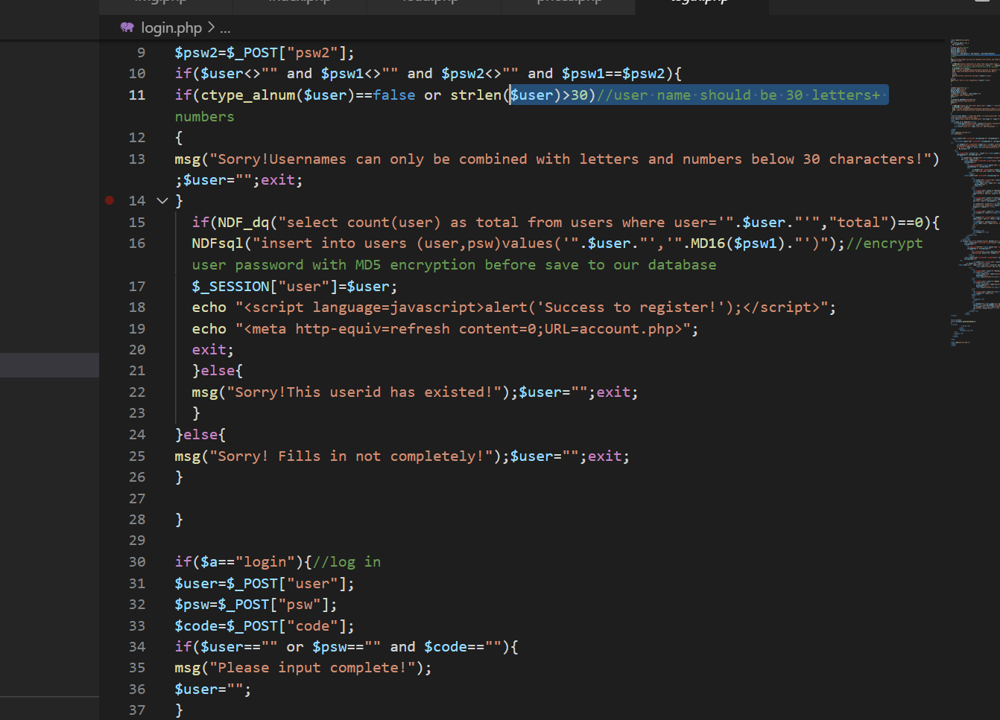 login.php > ...
9 $psw2=$_POST["psw2"];
10 if($user<>"" and $psw1<>"" and $psw2<>"" and $psw1==$psw2){
11 if(ctype_alnum($user)==false or strlen($user)>30)//user name should be 30 letters+
numbers
12 {
13 msg("Sorry!Usernames can only be combined with letters and numbers below 30 characters!")
;$user="";exit;
14 }
15 if(NDF_dq("select count(user) as total from users where user='".$user."'","total")==0){
16 NDFsql("insert into users (user,psw)values('".$user."','".MD16($psw1)."')");//encrypt
user password with MD5 encryption before save to our database
17 $_SESSION["user"]=$user;
18 echo "<script language=javascript>alert('Success to register!');</script>";
19 echo "<meta http-equiv=refresh content=0;URL=account.php>";
20 exit;
21 }else{
22 msg("Sorry!This userid has existed!");$user="";exit;
23 }
24 }else{
25 msg("Sorry! Fills in not completely!");$user="";exit;
26 }
27
28 }
29
30 if($a=="login"){//log in
31 $user=$_POST["user"];
32 $psw=$_POST["psw"];
33 $code=$_POST["code"];
34 if($user=="" or $psw=="" and $code==""){
35 msg("Please input complete!");
36 $user="";
37 }